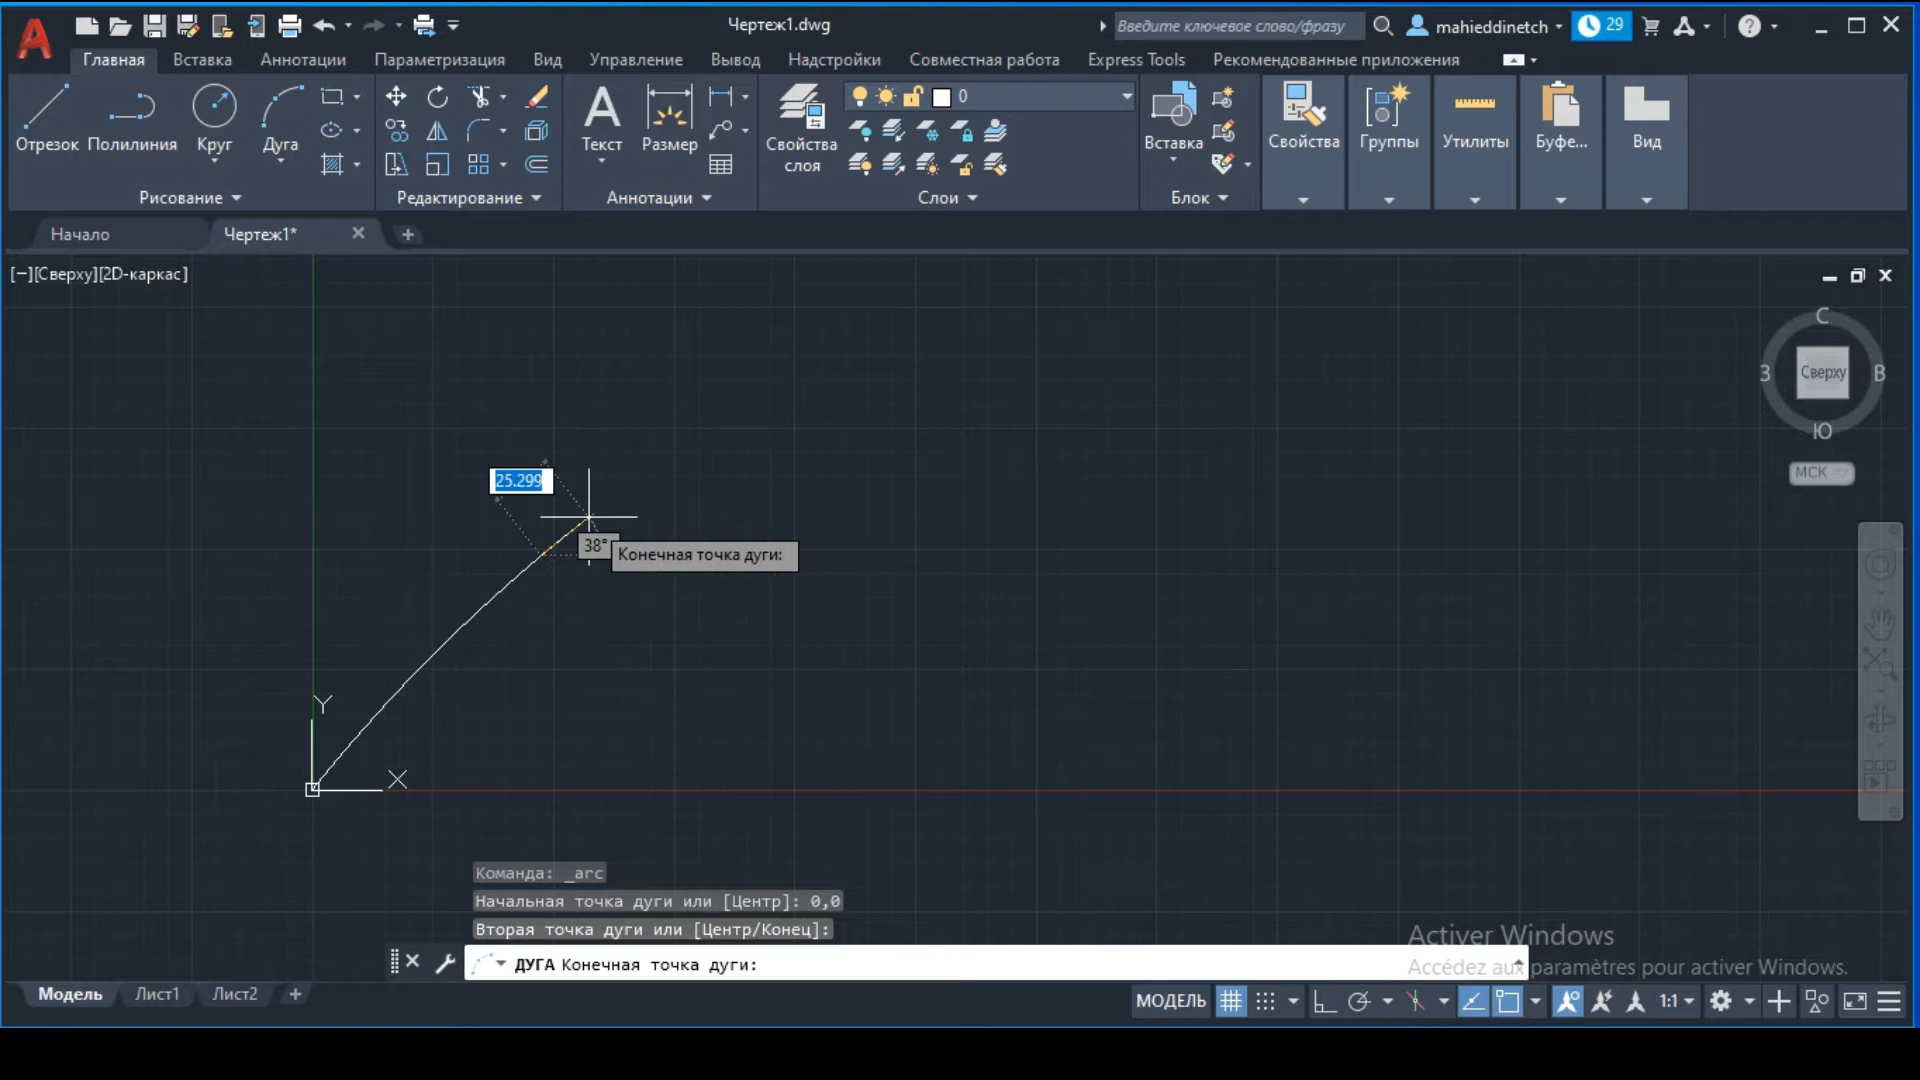 Чертеж1.dwg
Введите ключевое слово/фразу
mahieddinetch
29
Главная Вставка Аннотации Параметризация Вид Управление Вывод Надстройки Совместная работа Express Tools Рекомендованные приложения
Отрезок Полилиния Круг Дуга
Текст Размер
Свойства слоя
0
Вставка
Свойства Группы Утилиты Буфе... Вид
Рисование Редактирование Аннотации Слои Блок
Начало Чертеж1*
[−][Сверху][2D-каркас]
С
З Сверху В
Ю
МСК
25.299
38°
Конечная точка дуги:
Y
X
Команда: _arc
Начальная точка дуги или [Центр]: 0,0
Вторая точка дуги или [Центр/Конец]:
ДУГА Конечная точка дуги:
Activer Windows
Accédez aux paramètres pour activer Windows.
Модель Лист1 Лист2
МОДЕЛЬ 1:1